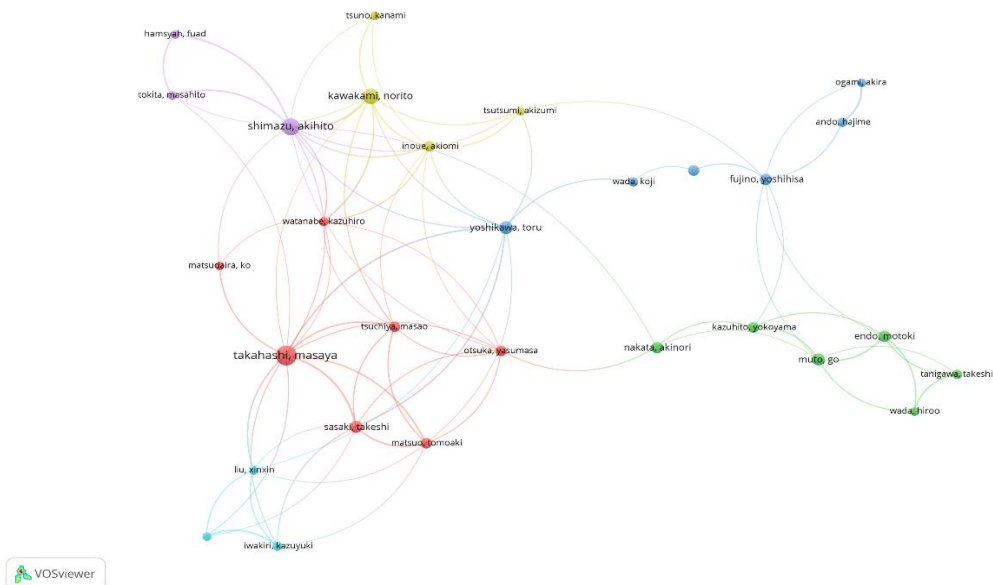 tsuno, kanami
hamsyah, fuad
ogami, akira
tokita, masahito
kawakami, norito
tsutsumi, akizumi
ando, hajime
shimazu, akihito
inoue, akiomi
fujino, yoshihisa
wada, koji
watanabe, kazuhiro
yoshikawa, toru
matsudaira, ko
tsuchiya, masao
kazuhito, yokoyama
endo, motoki
takahashi, masaya
otsuka, yasumasa
nakata, akinori
muto, go
tanigawa, takeshi
wada, hiroo
sasaki, takeshi
matsuo, tomoaki
liu, xinxin
iwakiri, kazuyuki
VOSviewer